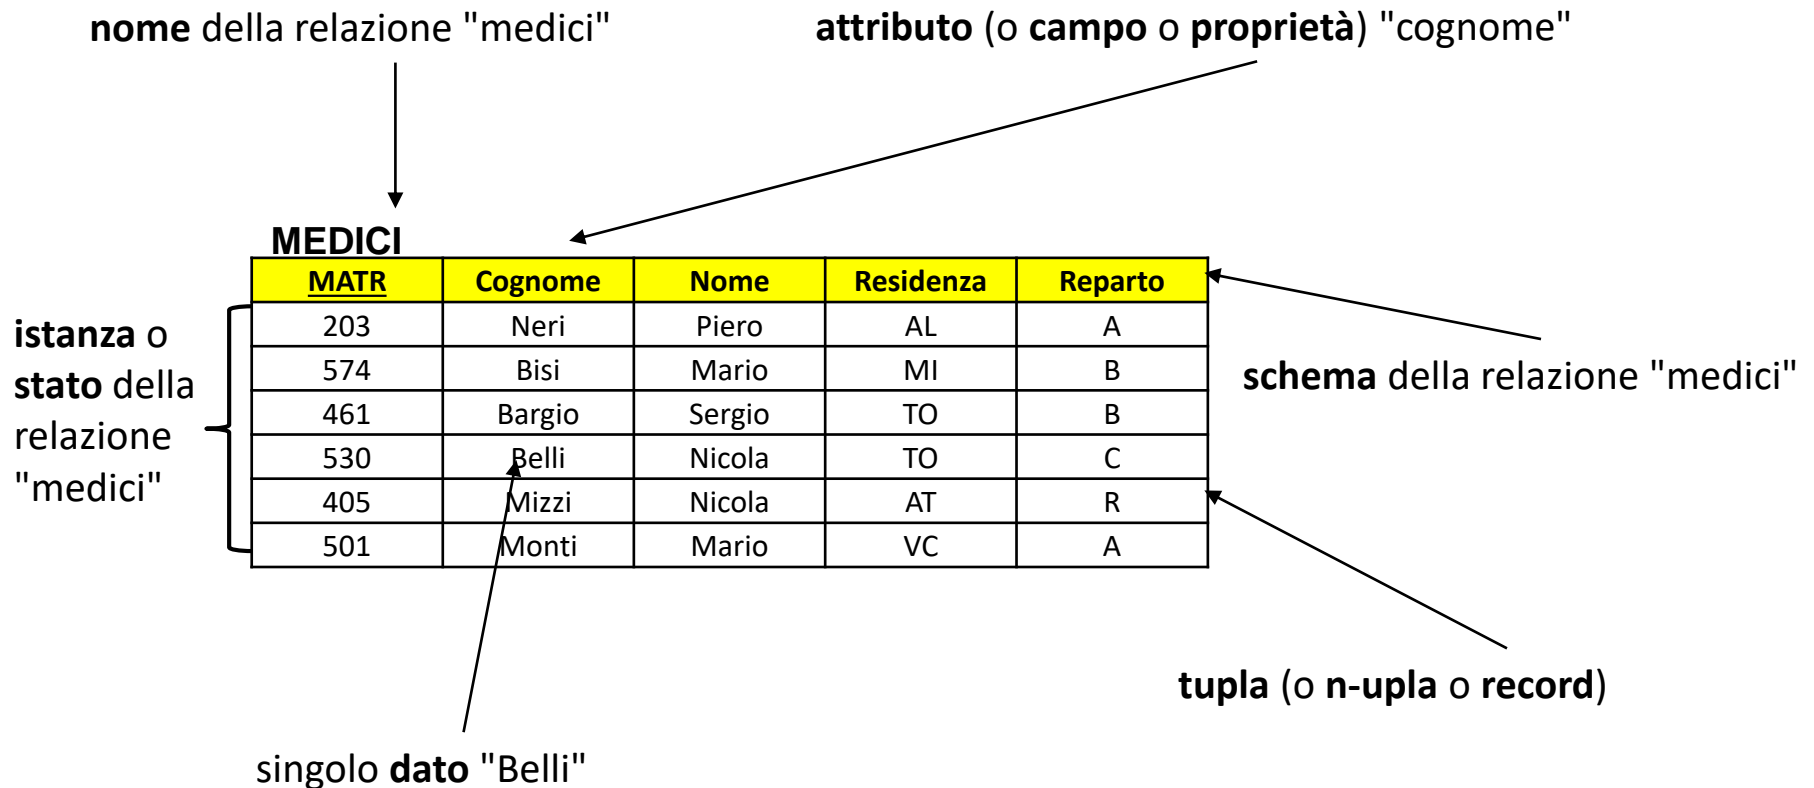 nome della relazione "medici"
attributo (o campo o proprietà) "cognome"
MEDICI
MATR Cognome Nome Residenza Reparto
203 Neri Piero AL A
574 Bisi Mario MI B
461 Bargio Sergio TO B
530 Belli Nicola TO C
405 Mizzi Nicola AT R
501 Monti Mario VC A
istanza o
stato della
relazione
"medici"
schema della relazione "medici"
tupla (o n-upla o record)
singolo dato "Belli"